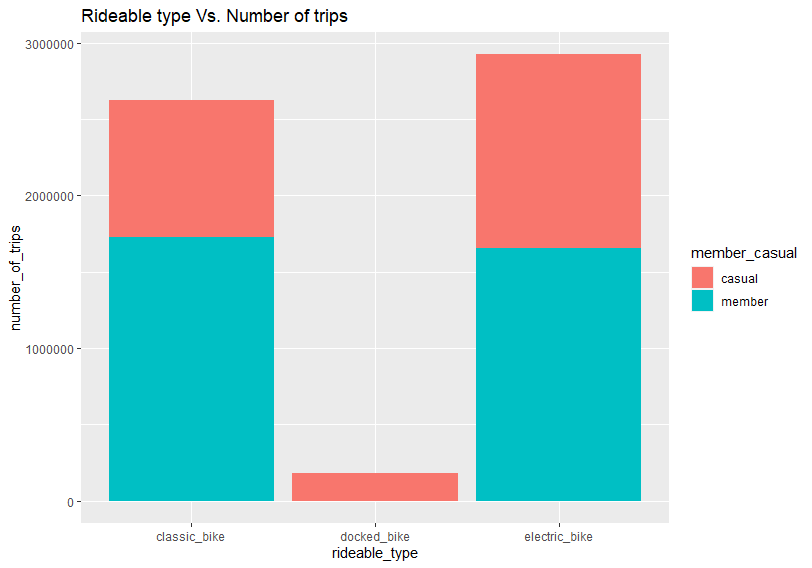 Rideable type Vs. Number of trips
3000000
2000000
1000000
0
number_of_trips
classic_bike
docked_bike
electric_bike
rideable_type
member_casual
casual
member